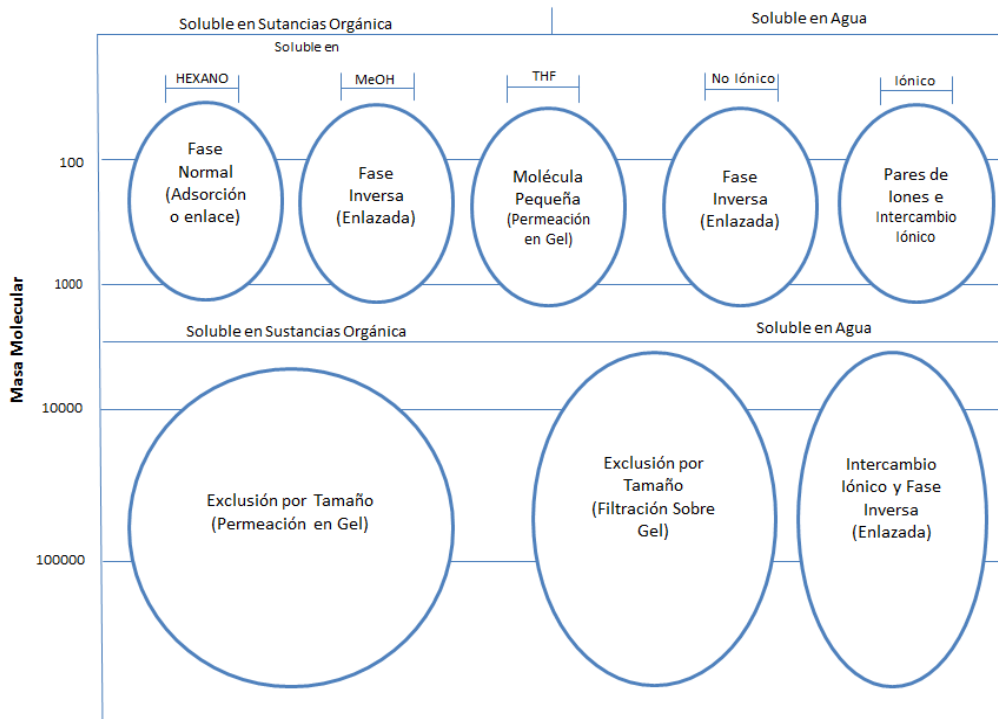 Soluble en Sutancias Orgánica
Soluble en Agua
Soluble en
HEXANO
MeOH
THF
No Iónico
Iónico
Fase
Normal
(Adsorción
o enlace)
Fase
Inversa
(Enlazada)
Molécula
Pequeña
(Permeación
en Gel)
Fase
Inversa
(Enlazada)
Pares de
Iones e
Intercambio
Iónico
100
1000
Masa Molecular
Soluble en Sustancias Orgánica
Soluble en Agua
10000
100000
Exclusión por Tamaño
(Permeación en Gel)
Exclusión por
Tamaño
(Filtración Sobre
Gel)
Intercambio
Iónico y Fase
Inversa
(Enlazada)